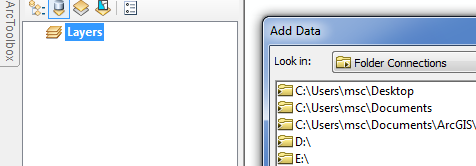 ArcToolbox
Layers
Add Data
Look in:
Folder Connections
C:\Users\msc\Desktop
C:\Users\msc\Documents
C:\Users\msc\Documents\ArcGIS\
D:\
E:\